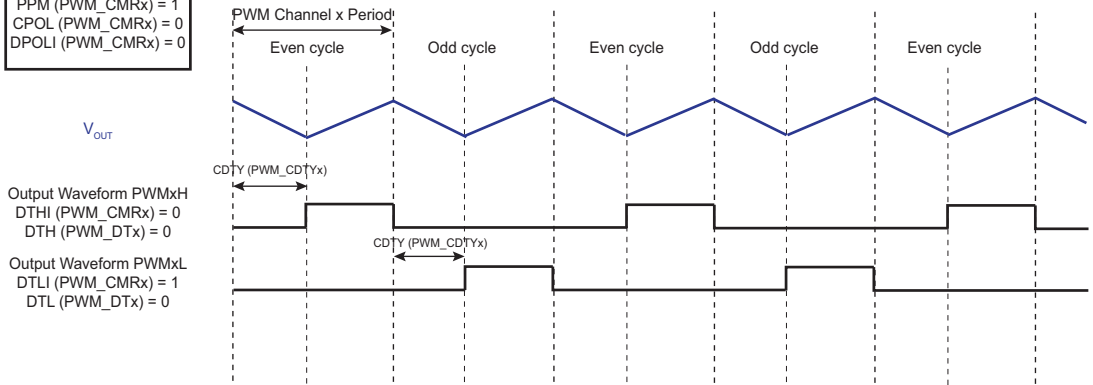 PPM (PWM_CMRx) = 1
CPOL (PWM_CMRx) = 0
DPOLI (PWM_CMRx) = 0
PWM Channel x Period
Even cycle
Odd cycle
Even cycle
Odd cycle
Even cycle
VOUT
CDTY (PWM_CDTYx)
Output Waveform PWMxH
DTHI (PWM_CMRx) = 0
DTH (PWM_DTx) = 0
CDTY (PWM_CDTYx)
Output Waveform PWMxL
DTLI (PWM_CMRx) = 1
DTL (PWM_DTx) = 0